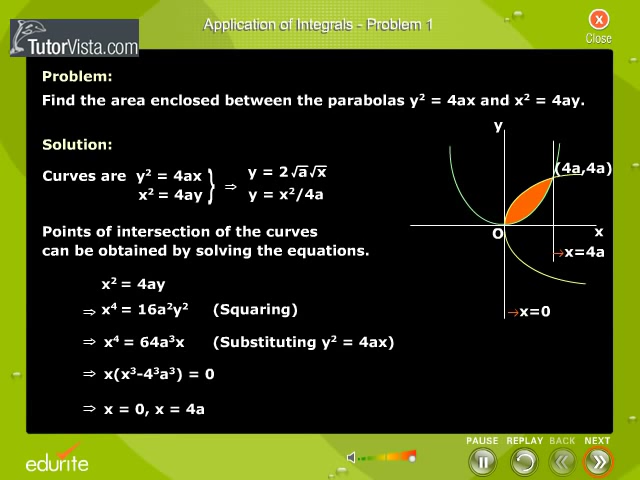 Application of Integrals - Problem 1
Close
TutorVista.com
Problem:
Find the area enclosed between the parabolas y² = 4ax and x² = 4ay.
Solution:
Curves are y² = 4ax
x² = 4ay
⇒ y = 2√a√x
y = x²/4a
Points of intersection of the curves
can be obtained by solving the equations.
x² = 4ay
⇒ x⁴ = 16a²y² (Squaring)
⇒ x⁴ = 64a³x (Substituting y² = 4ax)
⇒ x(x³-4³a³) = 0
⇒ x = 0, x = 4a
y
(4a,4a)
O
x
→x=4a
→x=0
edurite
PAUSE REPLAY BACK NEXT